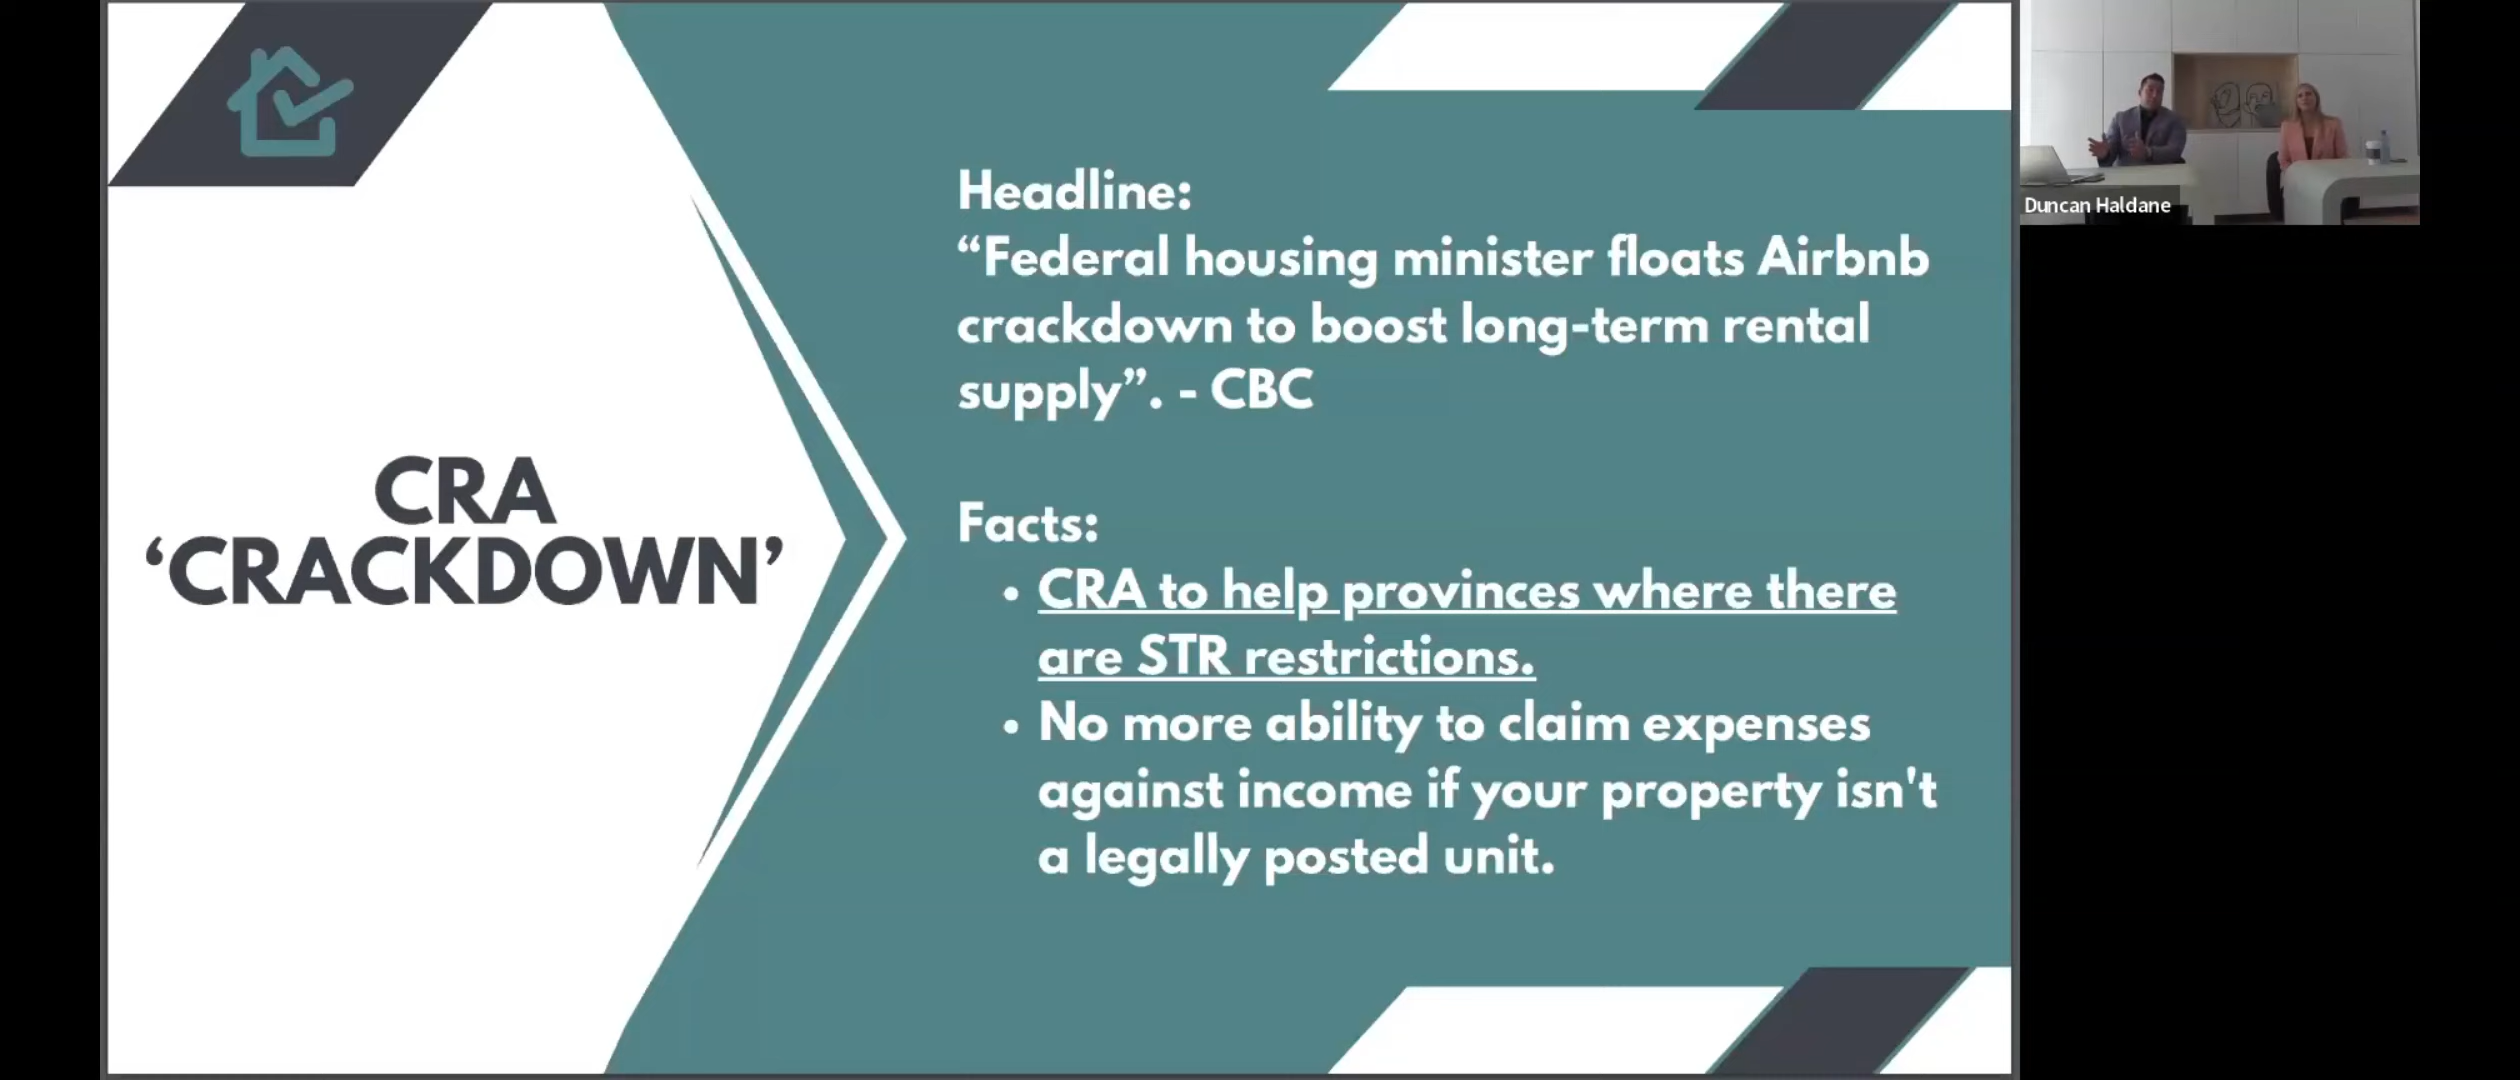 CRA
‘CRACKDOWN’
Headline:
“Federal housing minister floats Airbnb
crackdown to boost long-term rental
supply”. - CBC
Facts:
• CRA to help provinces where there
are STR restrictions.
• No more ability to claim expenses
against income if your property isn't
a legally posted unit.
Duncan Haldane